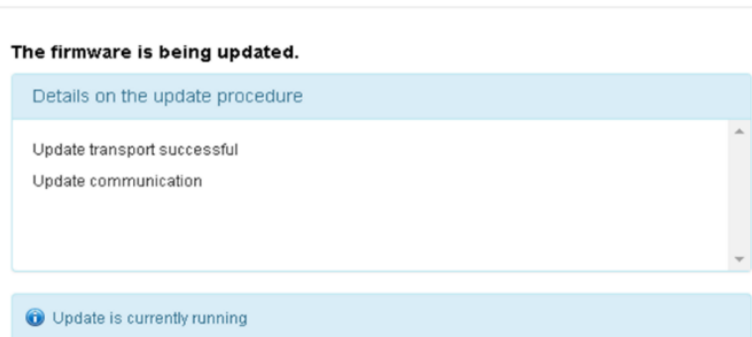 The firmware is being updated.
Details on the update procedure
Update transport successful
Update communication
Update is currently running